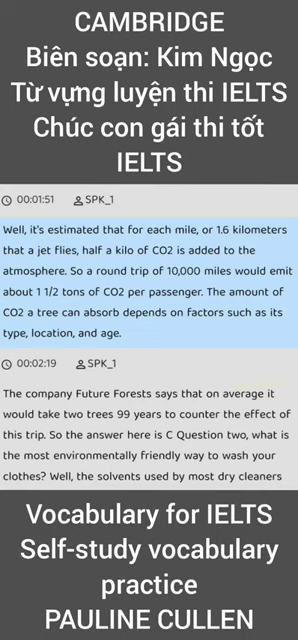 CAMBRIDGE
Biên soạn: Kim Ngọc
Từ vựng luyện thi IELTS
Chúc con gái thi tốt
IELTS
00:01:51 SPK_1
Well, it's estimated that for each mile, or 1.6 kilometers
that a jet flies, half a kilo of CO2 is added to the
atmosphere. So a round trip of 10,000 miles would emit
about 1 1/2 tons of CO2 per passenger. The amount of
CO2 a tree can absorb depends on factors such as its
type, location, and age.
00:02:19 SPK_1
The company Future Forests says that on average it
would take two trees 99 years to counter the effect of
this trip. So the answer here is C Question two, what is
the most environmentally friendly way to wash your
clothes? Well, the solvents used by most dry cleaners
Vocabulary for IELTS
Self-study vocabulary
practice
PAULINE CULLEN